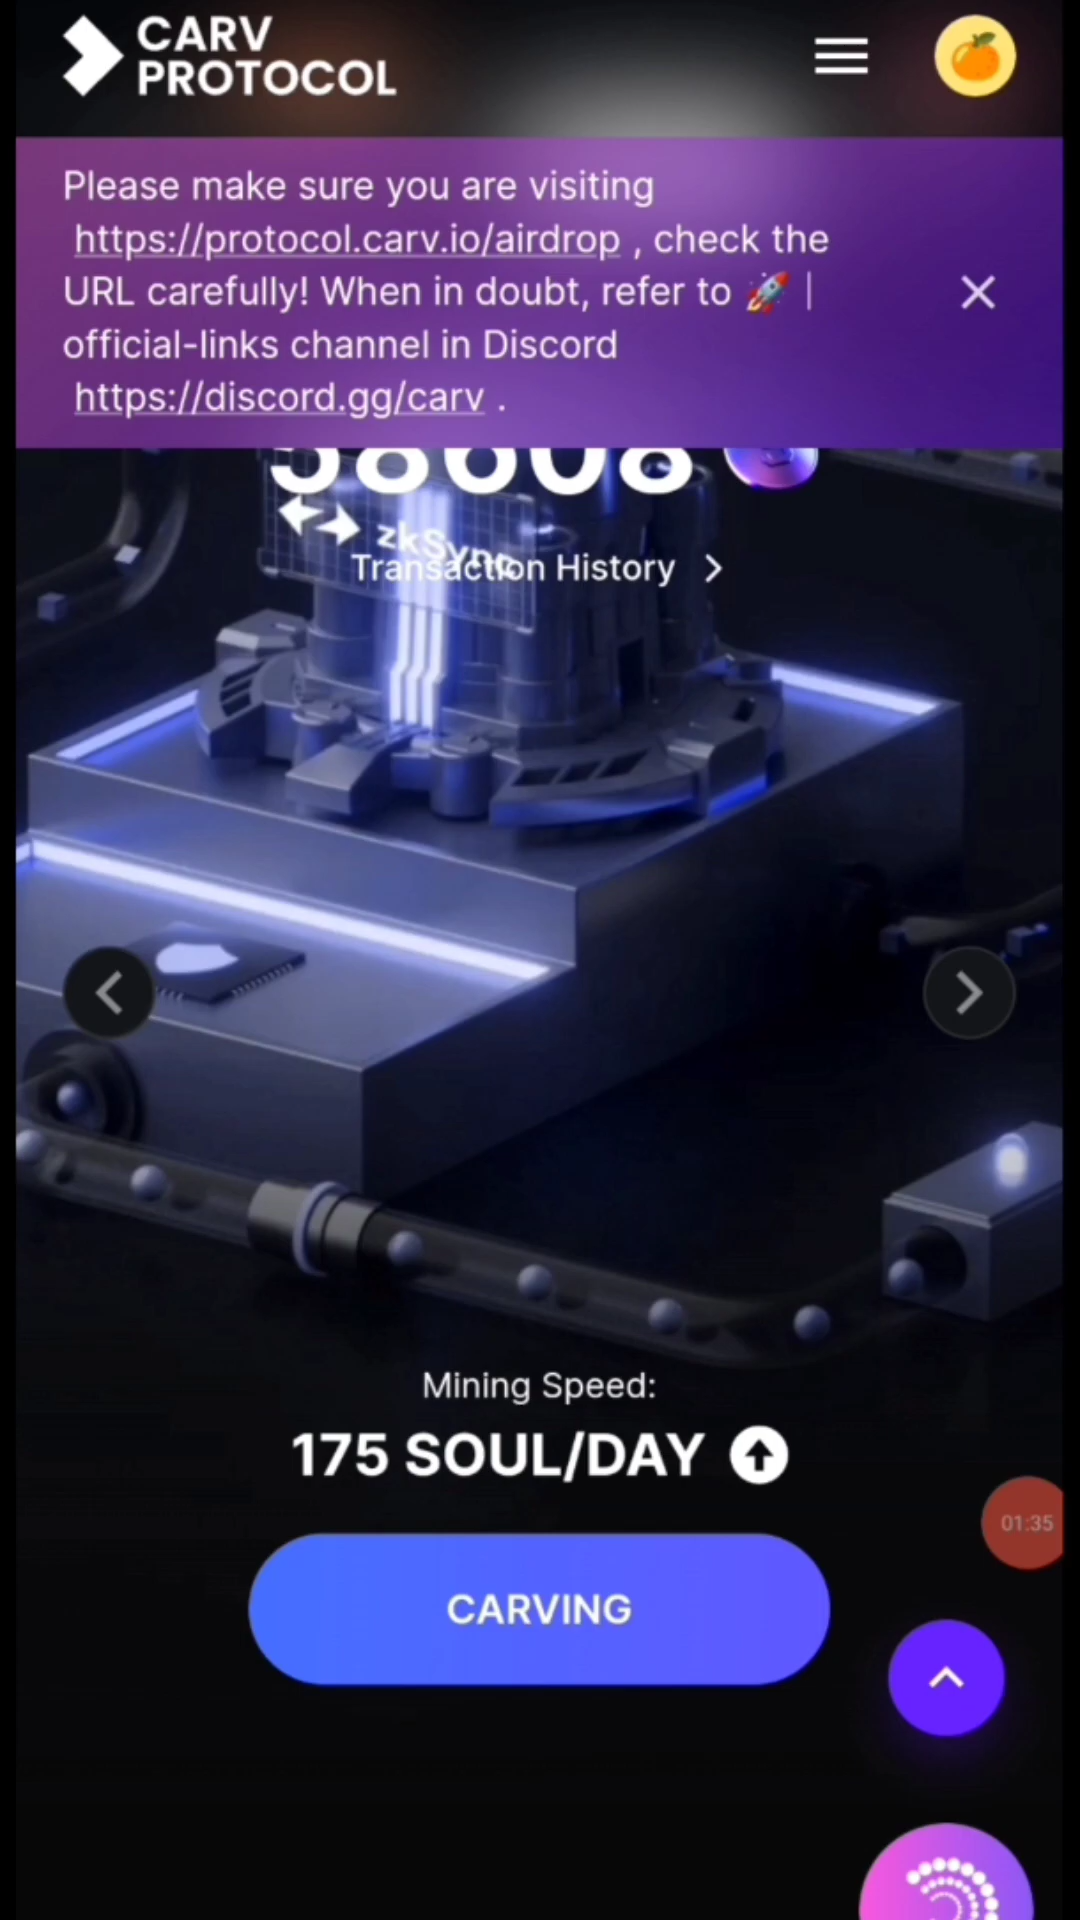 CARV
PROTOCOL
Please make sure you are visiting
https://protocol.carv.io/airdrop , check the
URL carefully! When in doubt, refer to 🚀 |
official-links channel in Discord
https://discord.gg/carv .
58608
zkSync
Transaction History
Mining Speed:
175 SOUL/DAY
01:35
CARVING